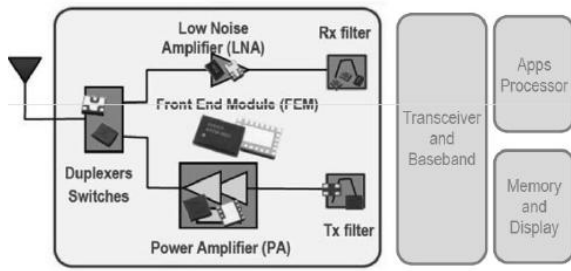 Low Noise
Amplifier (LNA)
Rx filter
Front End Module (FEM)
Duplexers
Switches
Power Amplifier (PA)
Tx filter
Transceiver
and
Baseband
Apps
Processor
Memory
and
Display